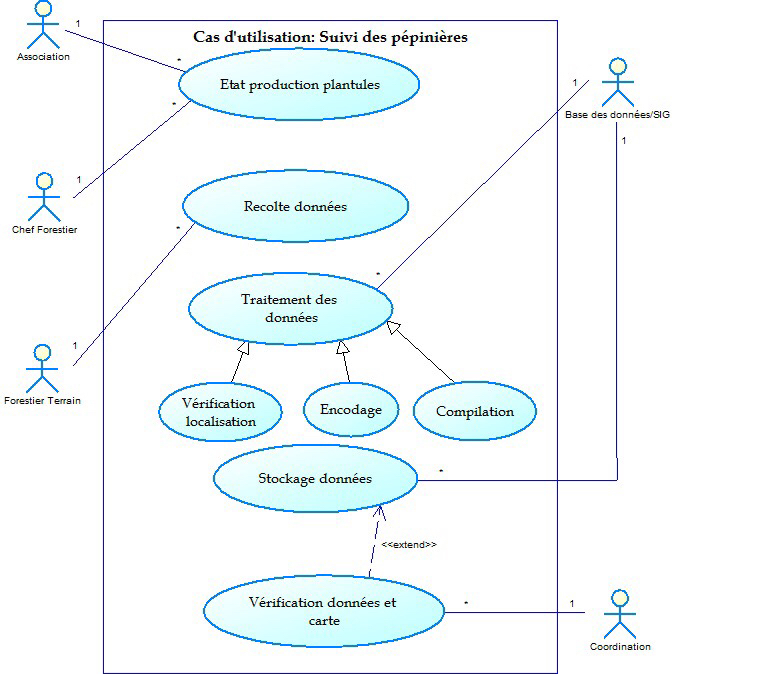 Cas d'utilisation: Suivi des pépinières
1
Association
*
Etat production plantules
*
1
Chef Forestier
1
Base des données/SIG
1
Recolte données
*
*
Traitement des
données
1
Forestier Terrain
Vérification
localisation
Encodage
Compilation
Stockage données
*
<<extend>>
Vérification données et
carte
*
1
Coordination